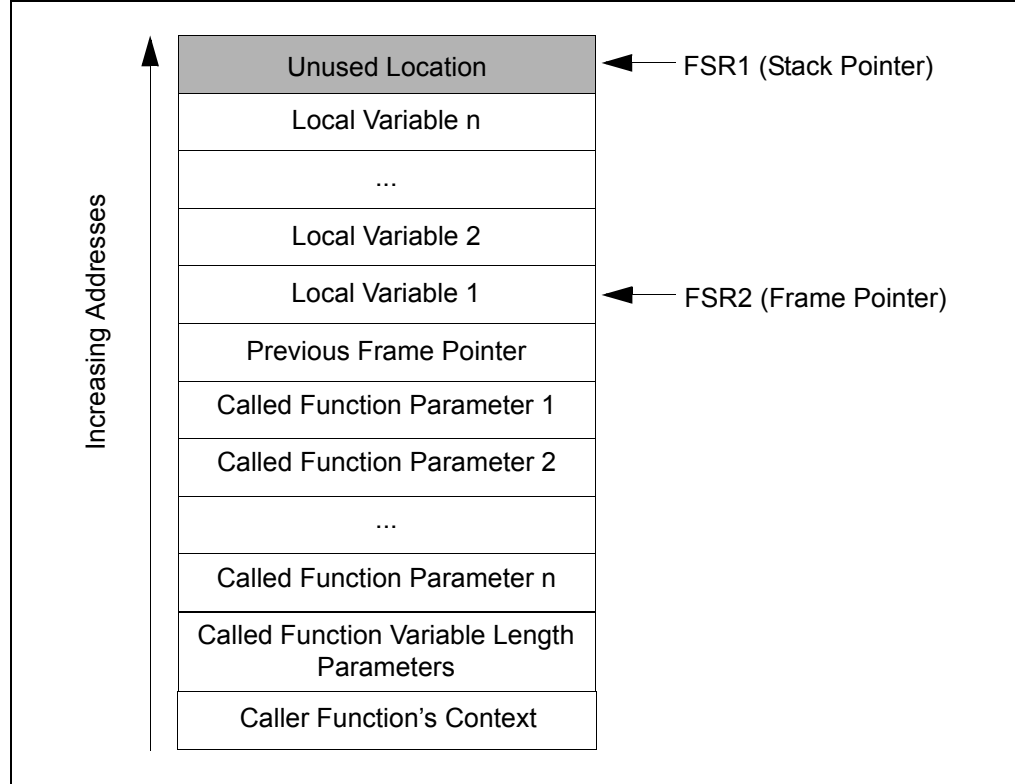 Unused Location
FSR1 (Stack Pointer)
Local Variable n
...
Local Variable 2
Local Variable 1
FSR2 (Frame Pointer)
Previous Frame Pointer
Called Function Parameter 1
Called Function Parameter 2
...
Called Function Parameter n
Called Function Variable Length
Parameters
Caller Function's Context
Increasing Addresses